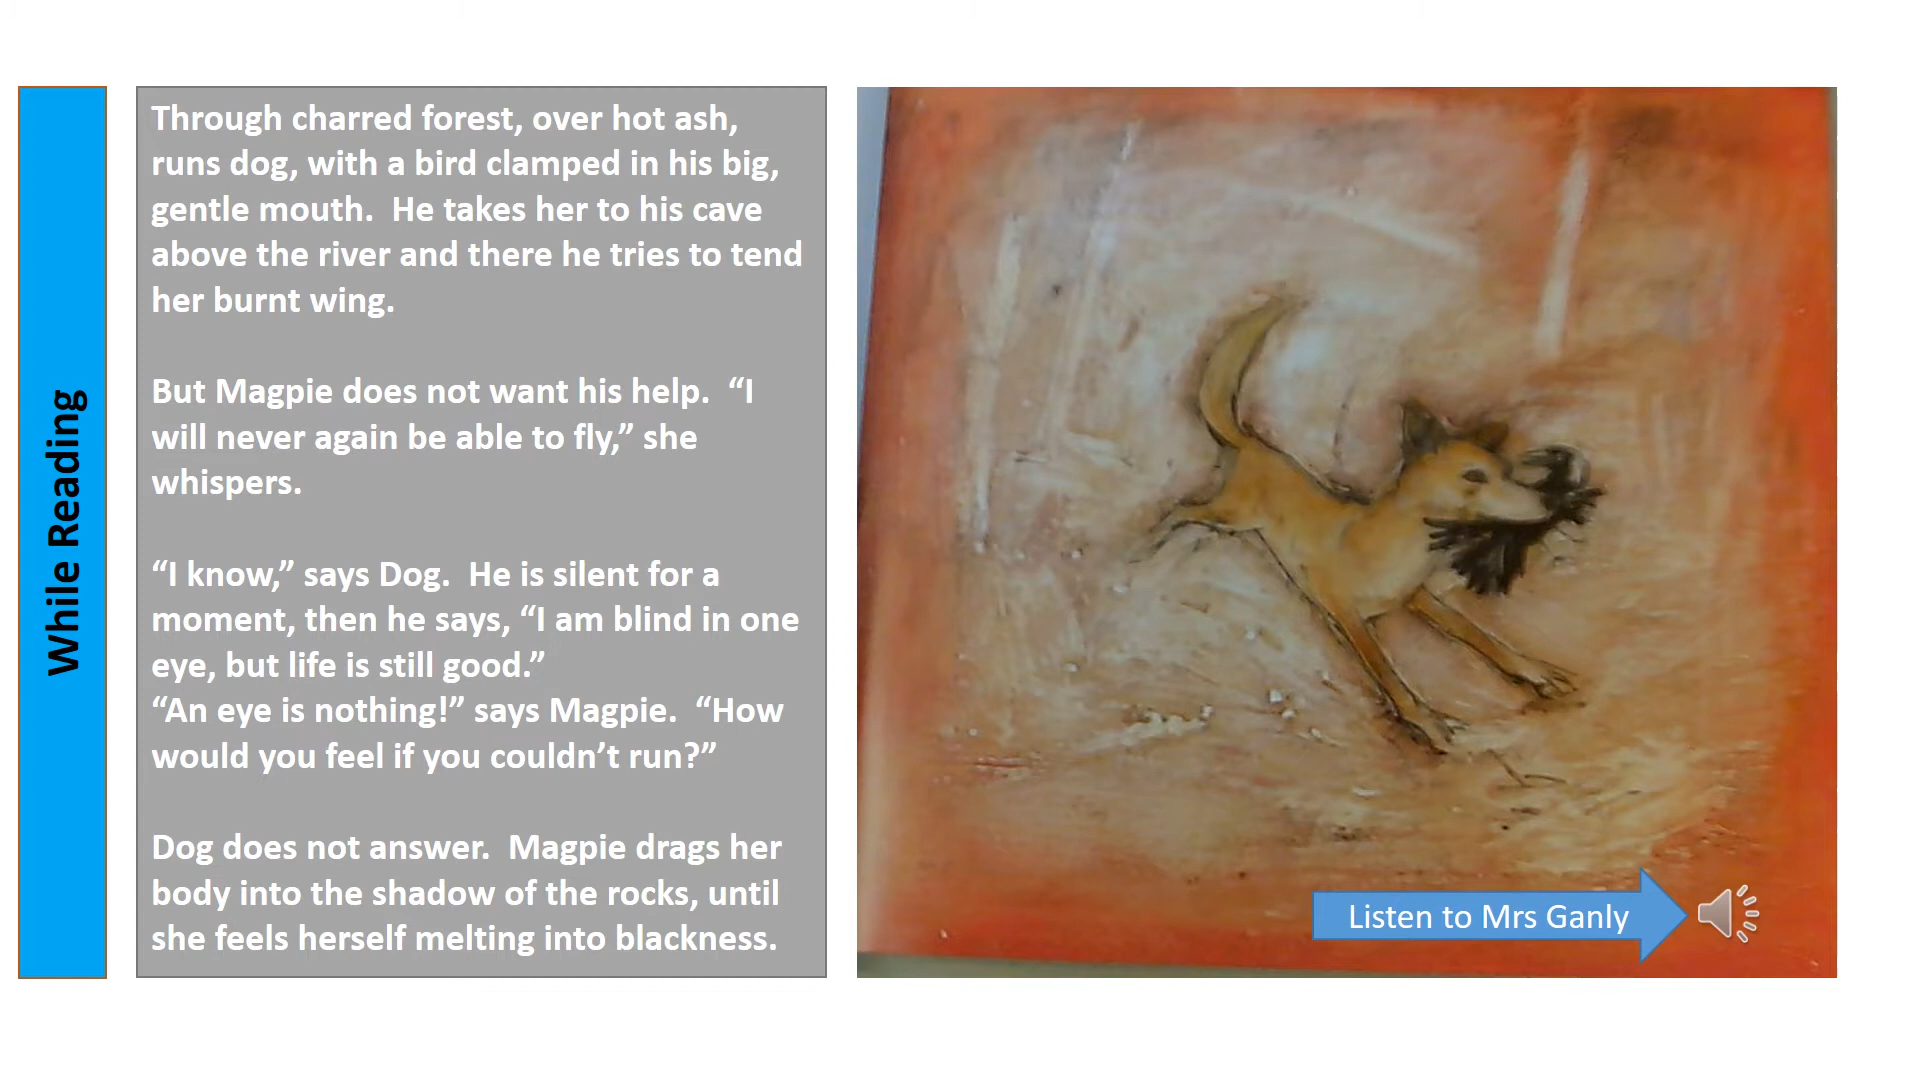 While Reading
Through charred forest, over hot ash,
runs dog, with a bird clamped in his big,
gentle mouth.  He takes her to his cave
above the river and there he tries to tend
her burnt wing.
But Magpie does not want his help.  “I
will never again be able to fly,” she
whispers.
“I know,” says Dog.  He is silent for a
moment, then he says, “I am blind in one
eye, but life is still good.”
“An eye is nothing!” says Magpie.  “How
would you feel if you couldn’t run?”
Dog does not answer.  Magpie drags her
body into the shadow of the rocks, until
she feels herself melting into blackness.
Listen to Mrs Ganly